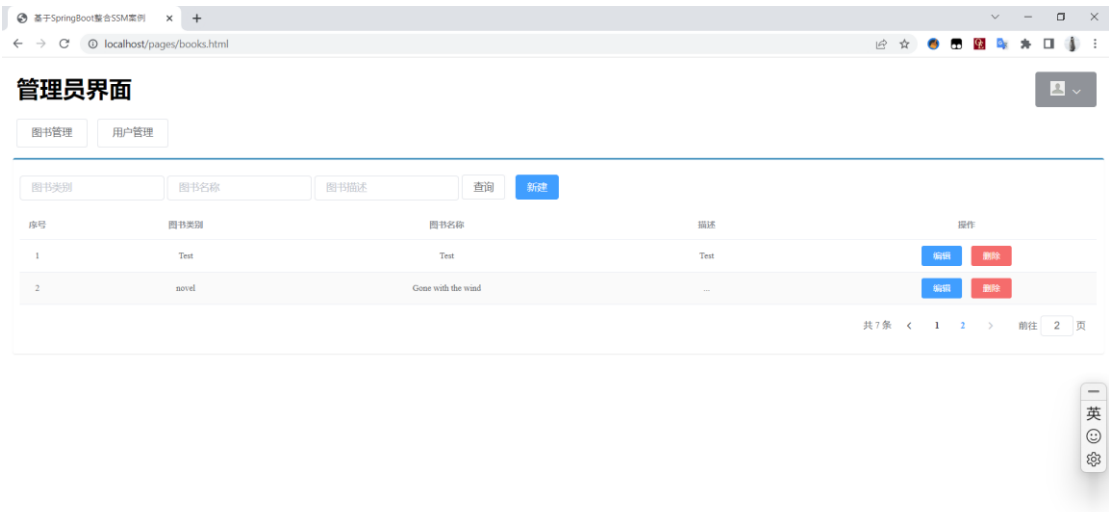 基于SpringBoot整合SSM案例
localhost/pages/books.html
管理员界面
图书管理 用户管理
图书类别 图书名称 图书描述 查询 新建
序号 图书类别 图书名称 描述 操作
1 Test Test Test 编辑 删除
2 novel Gone with the wind ... 编辑 删除
共 7 条 1 2 前往 2 页
英